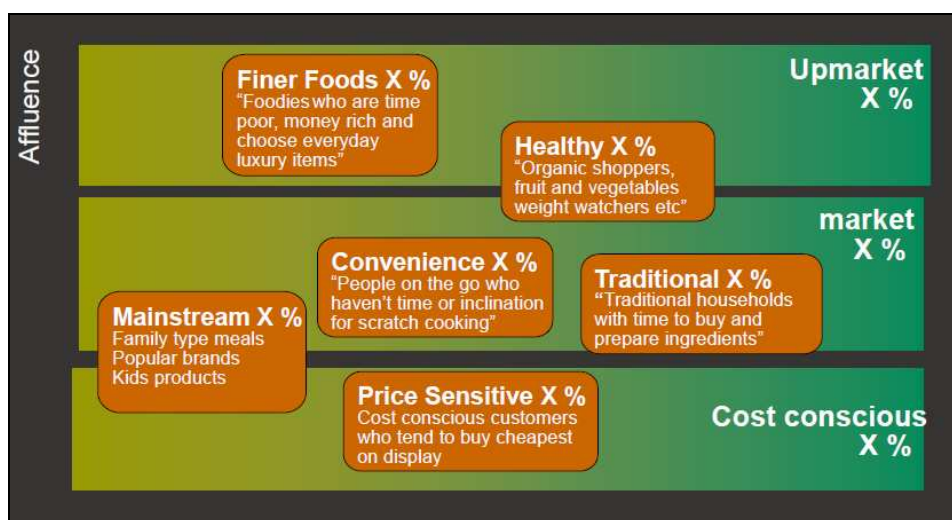 Affluence
Upmarket
X %
Finer Foods X %
“Foodies who are time
poor, money rich and
choose everyday
luxury items”
Healthy X %
“Organic shoppers,
fruit and vegetables
weight watchers etc”
market
X %
Convenience X %
“People on the go who
haven’t time or inclination
for scratch cooking”
Traditional X %
“Traditional households
with time to buy and
prepare ingredients”
Mainstream X %
Family type meals
Popular brands
Kids products
Price Sensitive X %
Cost conscious customers
who tend to buy cheapest
on display
Cost conscious
X %